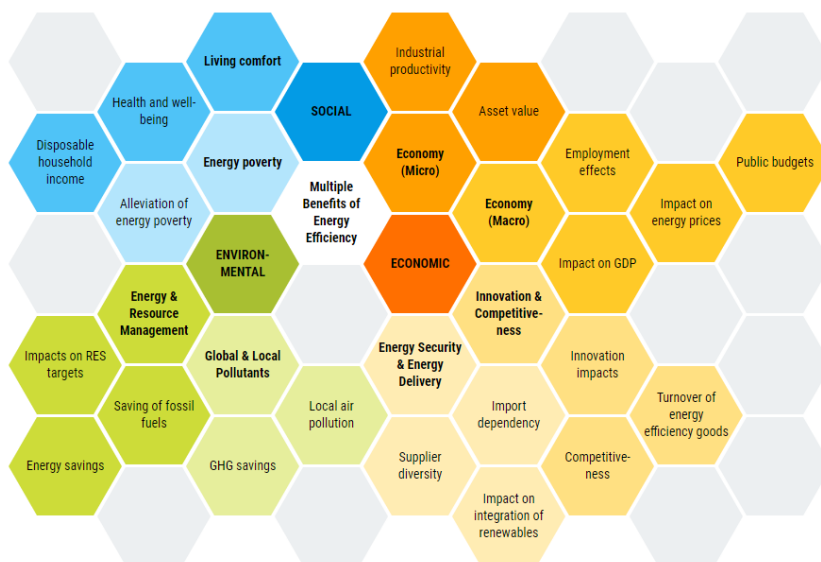 Living comfort
Industrial
productivity
Health and well-
being
SOCIAL
Asset value
Disposable
household
income
Energy poverty
Economy
(Micro)
Employment
effects
Public budgets
Alleviation of
energy poverty
Multiple
Benefits of
Energy
Efficiency
Economy
(Macro)
Impact on
energy prices
ENVIRON-
MENTAL
ECONOMIC
Impact on GDP
Energy &
Resource
Management
Innovation &
Competitive-
ness
Impacts on RES
targets
Global & Local
Pollutants
Energy Security
& Energy
Delivery
Innovation
impacts
Saving of fossil
fuels
Local air
pollution
Import
dependency
Turnover of
energy
efficiency goods
Energy savings
GHG savings
Supplier
diversity
Competitive-
ness
Impact on
integration of
renewables